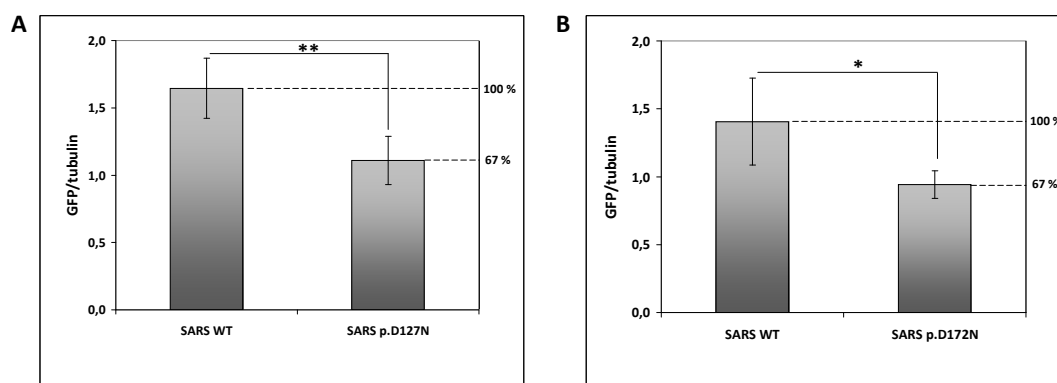 A
2,0
1,5
1,0
0,5
0,0
GFP/tubulin
**
100 %
67 %
SARS WT
SARS p.D127N
B
2,0
1,5
1,0
0,5
0,0
GFP/tubulin
*
100 %
67 %
SARS WT
SARS p.D172N